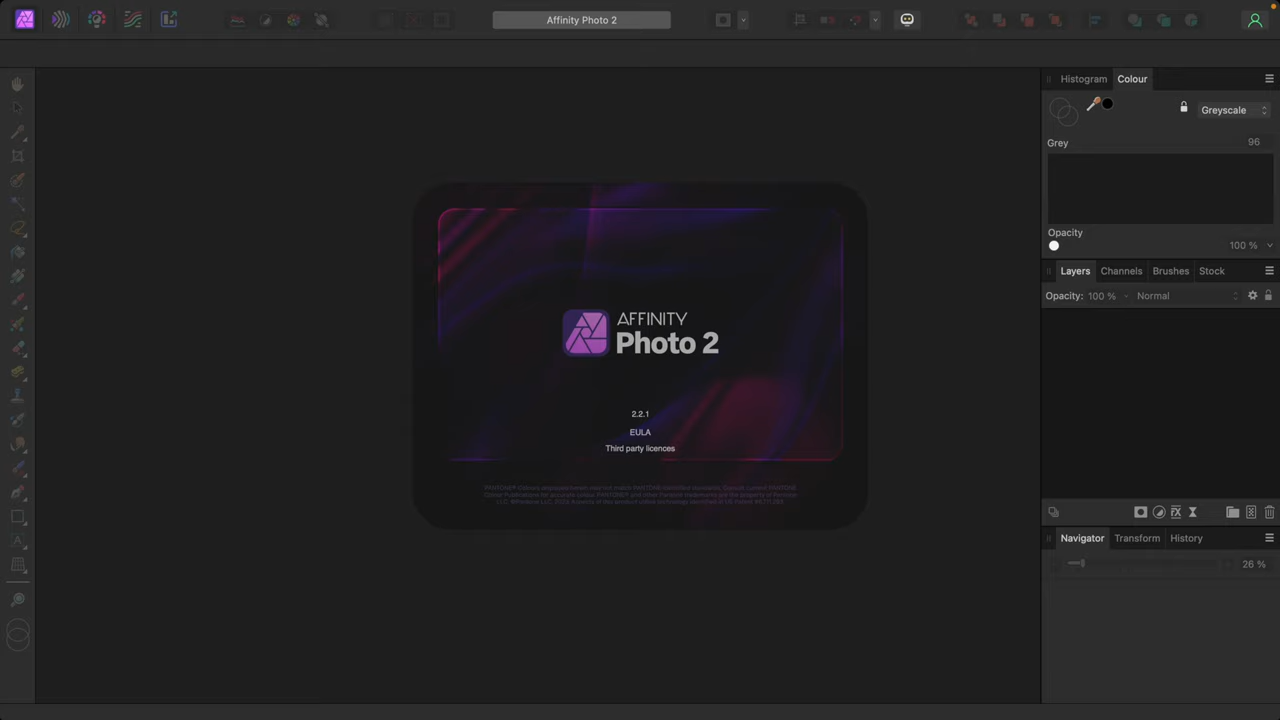 Affinity Photo 2
Histogram
Colour
Greyscale
Grey
96
Opacity
100 %
Layers
Channels
Brushes
Stock
Opacity: 100 %
Normal
AFFINITY
Photo 2
2.2.1
EULA
Third party licences
Navigator
Transform
History
26 %